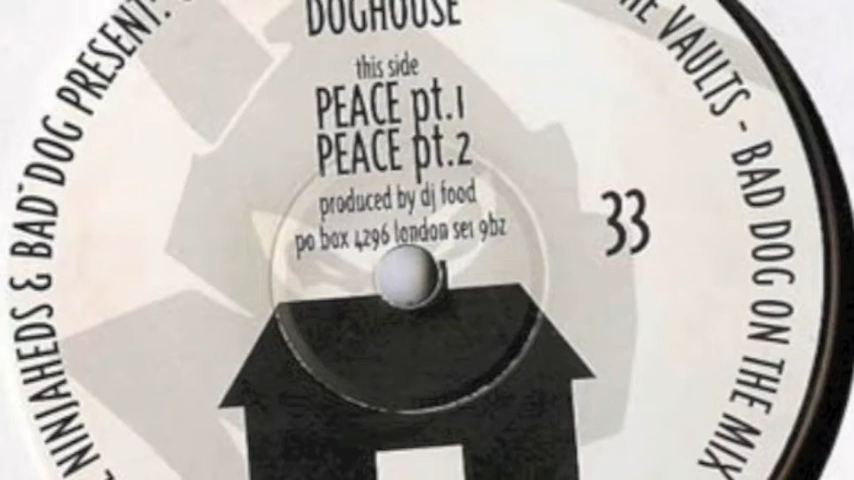 DOGHOUSE
this side
PEACE pt.1
PEACE pt.2
produced by dj food
po box 4296 london se1 9bz
33
NINJAHEDS & BAD DOG PRESENT:
VAULTS - BAD DOG ON THE MIX